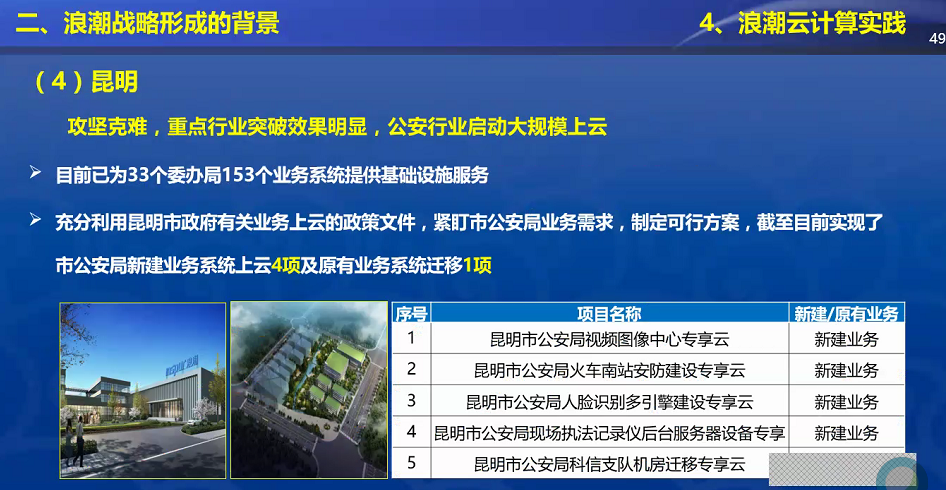 二、浪潮战略形成的背景
4、浪潮云计算实践
49
（4）昆明
攻坚克难，重点行业突破效果明显，公安行业启动大规模上云
目前已为33个委办局153个业务系统提供基础设施服务
充分利用昆明市政府有关业务上云的政策文件，紧盯市公安局业务需求，制定可行方案，截至目前实现了
市公安局新建业务系统上云4项及原有业务系统迁移1项
序号 项目名称 新建/原有业务
1 昆明市公安局视频图像中心专享云 新建业务
2 昆明市公安局火车南站安防建设专享云 新建业务
3 昆明市公安局人脸识别多引擎建设专享云 新建业务
4 昆明市公安局现场执法记录仪后台服务器设备专享 新建业务
5 昆明市公安局科信支队机房迁移专享云